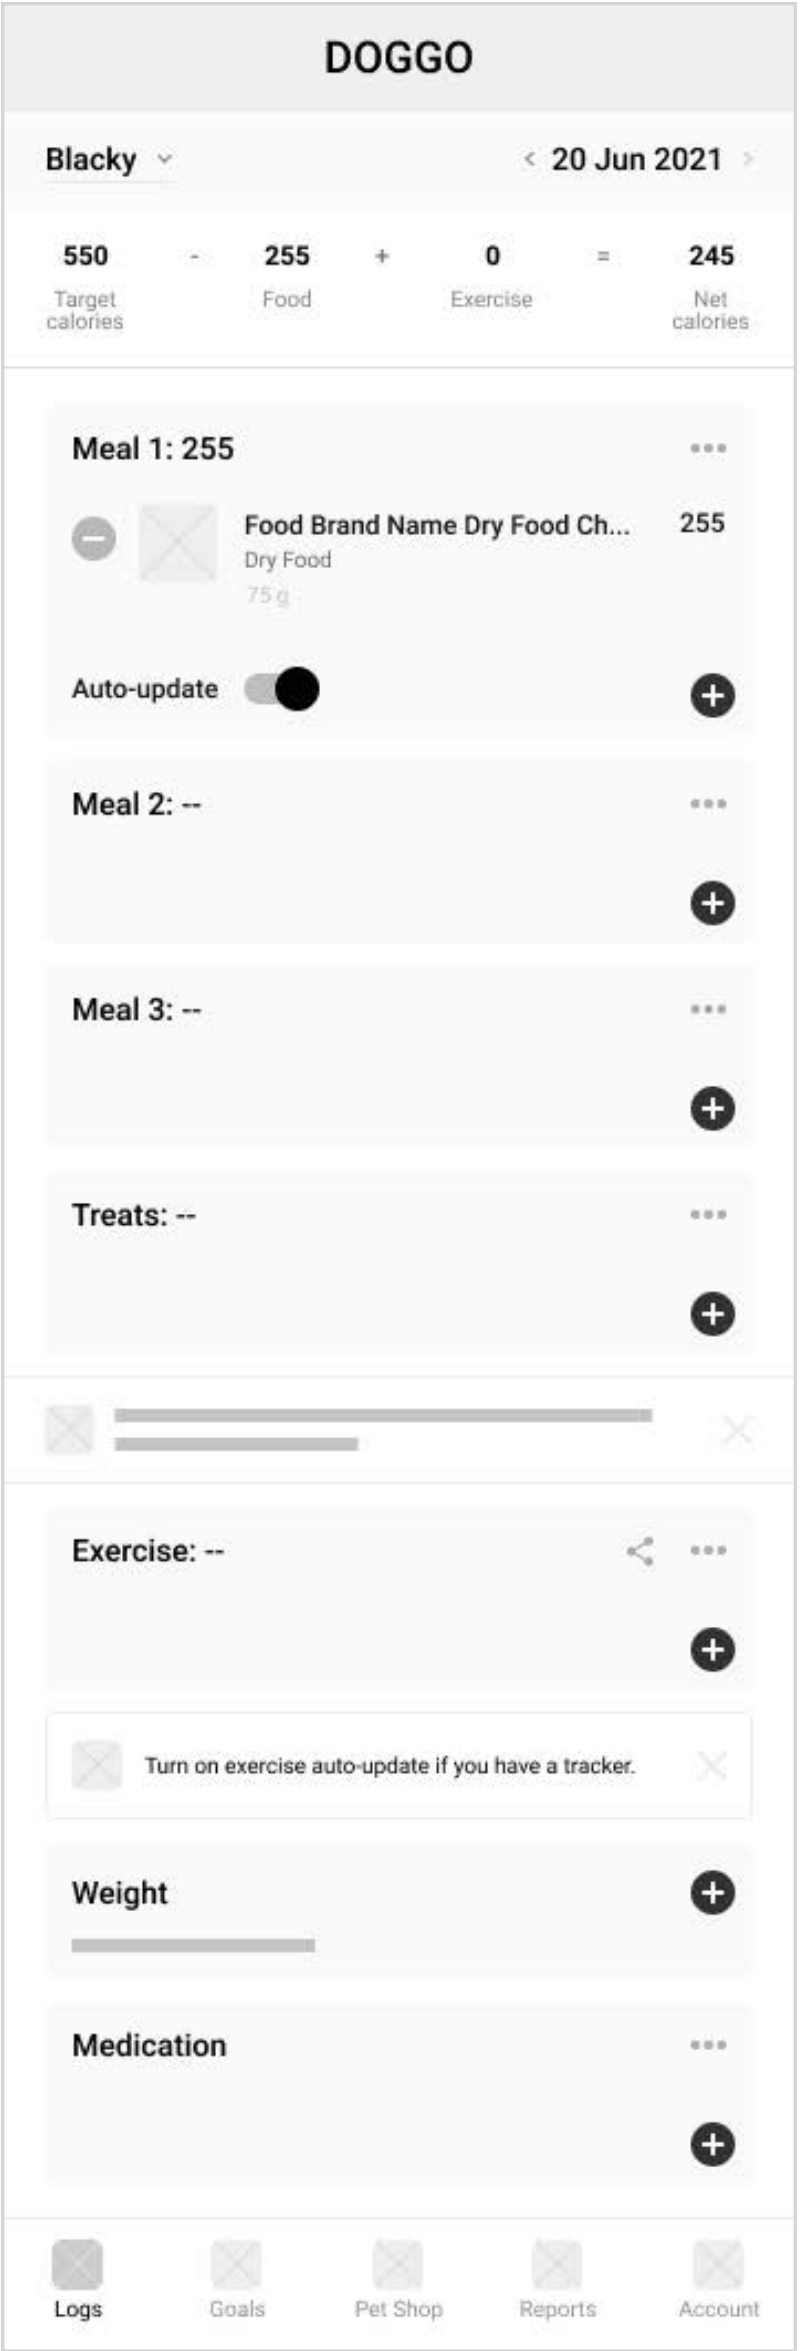 DOGGO
Blacky
< 20 Jun 2021 >
550 - 255 + 0 = 245
Target calories Food Exercise Net calories
Meal 1: 255
Food Brand Name Dry Food Ch... 255
Dry Food
75 g
Auto-update
Meal 2: --
Meal 3: --
Treats: --
Exercise: --
Turn on exercise auto-update if you have a tracker.
Weight
Medication
Logs Goals Pet Shop Reports Account